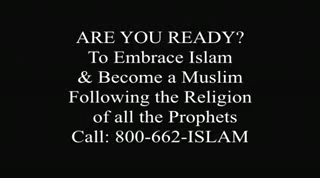 ARE YOU READY?
To Embrace Islam
& Become a Muslim
Following the Religion
of all the Prophets
Call: 800-662-ISLAM